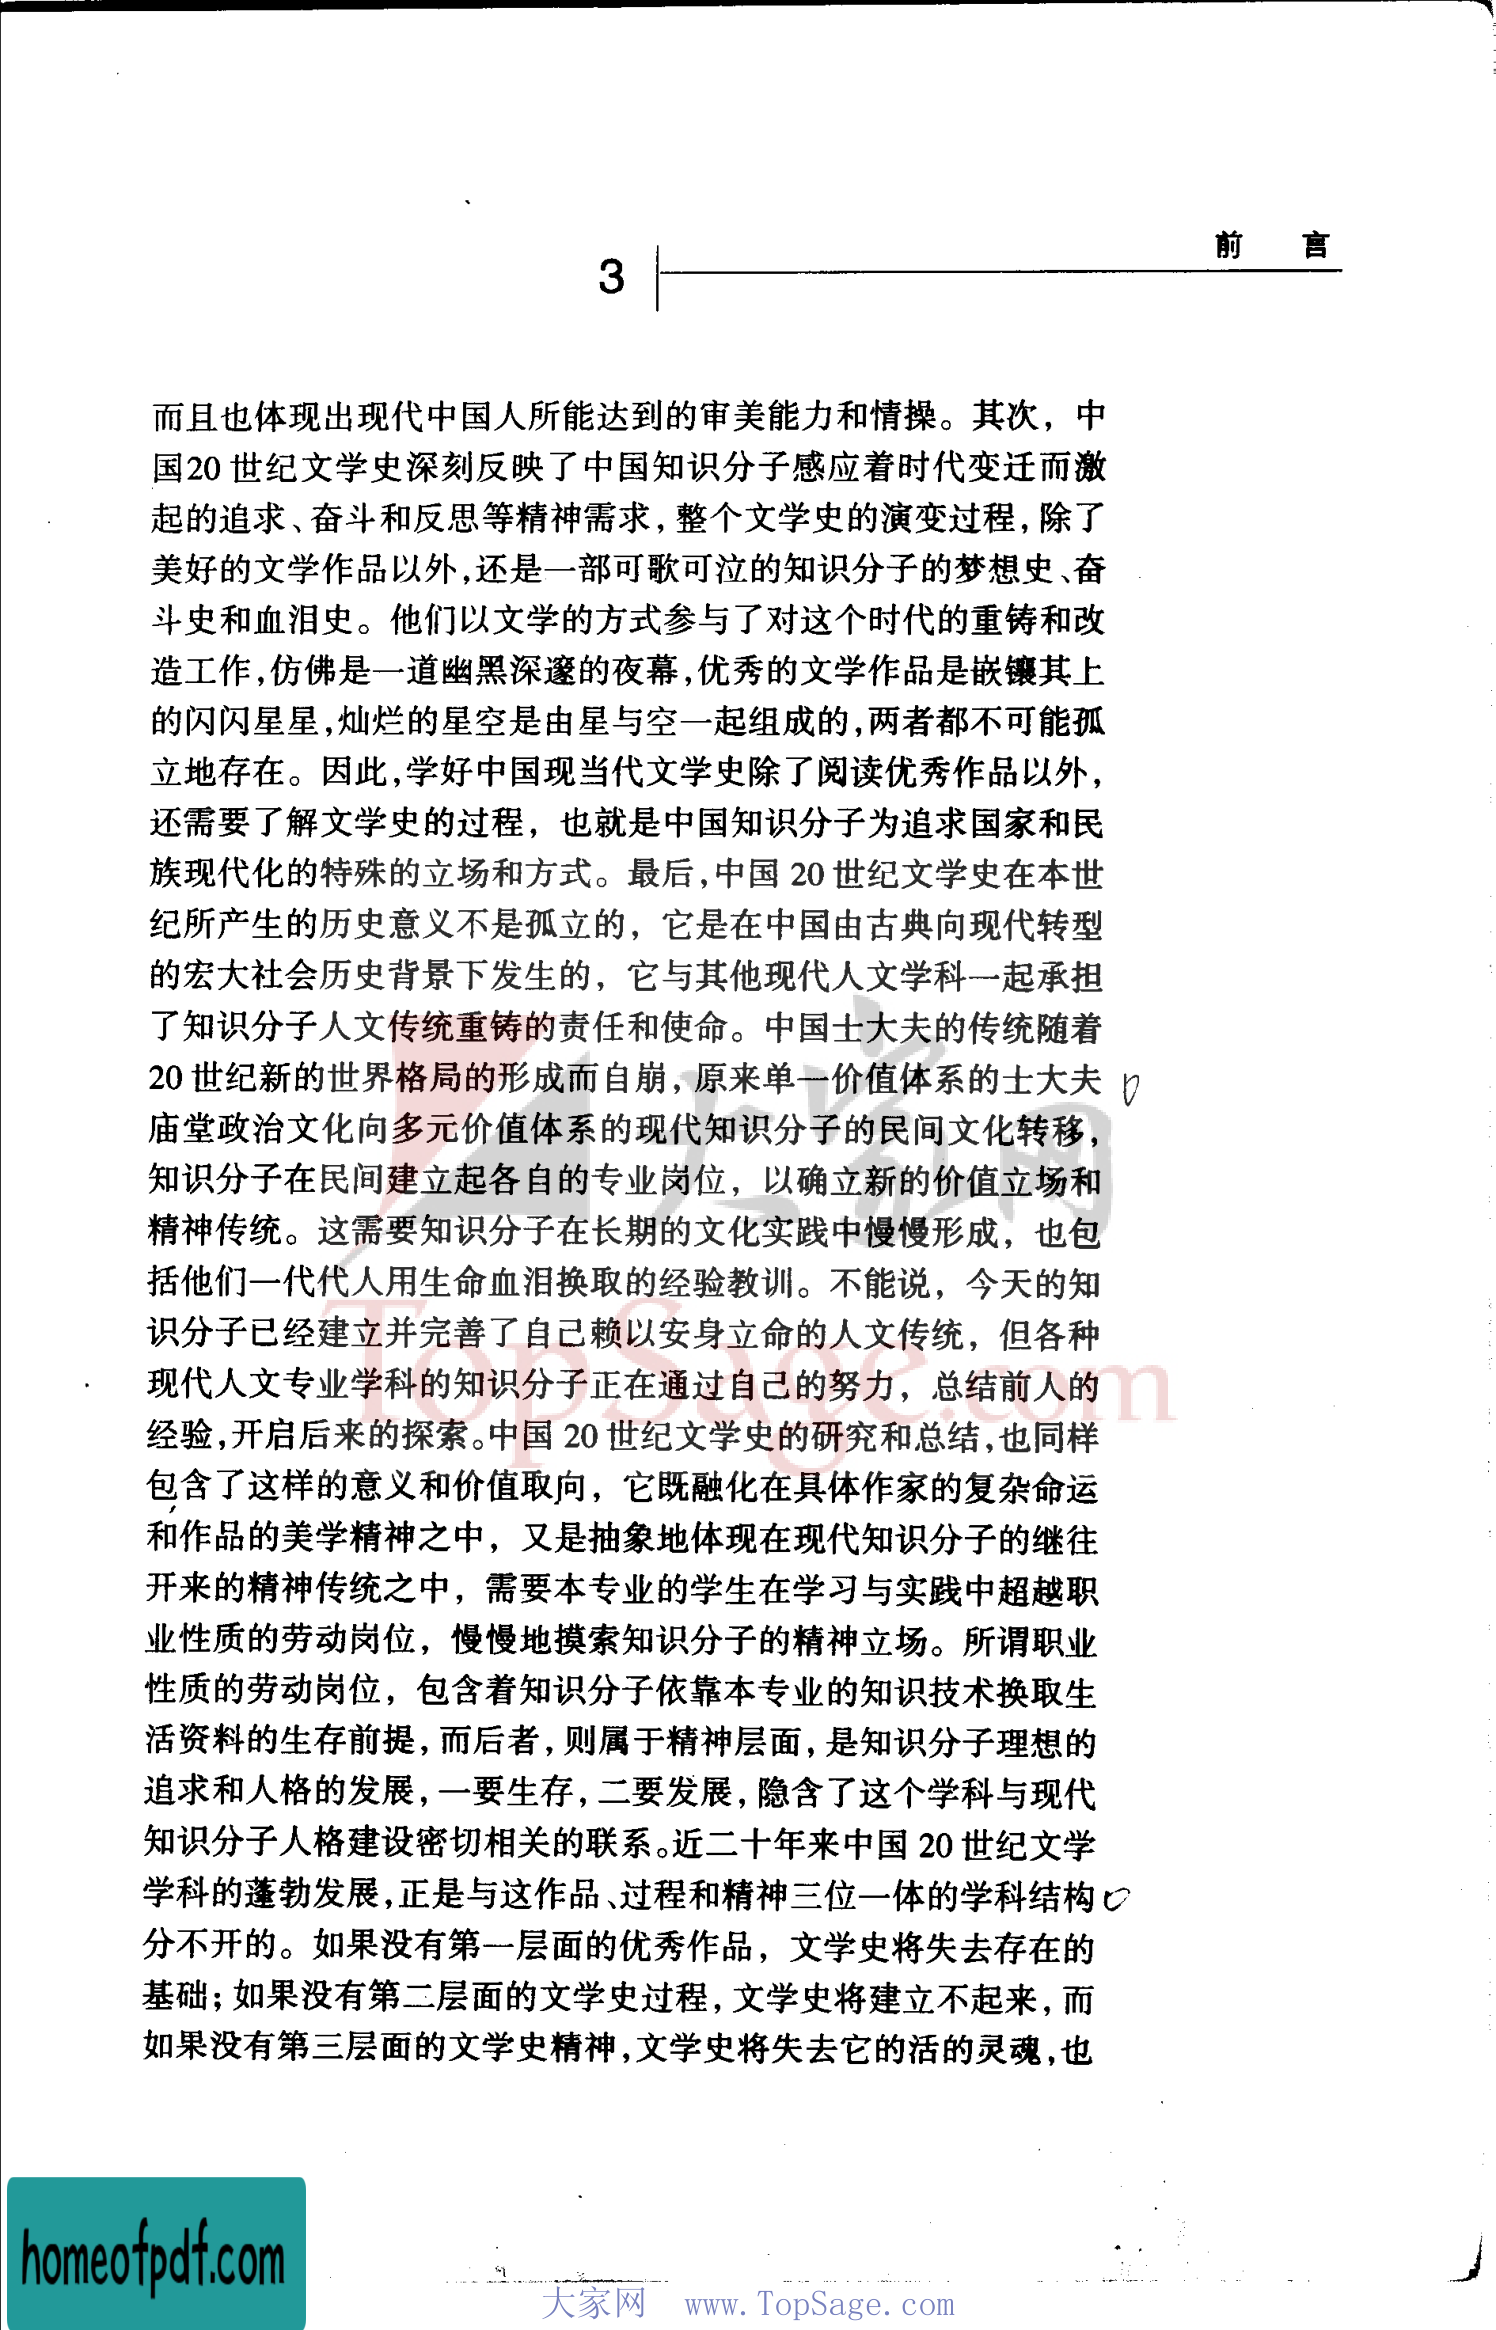 前 言
3
而且也体现出现代中国人所能达到的审美能力和情操。其次，中
国20世纪文学史深刻反映了中国知识分子感应着时代变迁而激
起的追求、奋斗和反思等精神需求，整个文学史的演变过程，除了
美好的文学作品以外，还是一部可歌可泣的知识分子的梦想史、奋
斗史和血泪史。他们以文学的方式参与了对这个时代的重铸和改
造工作，仿佛是一道幽黑深邃的夜幕，优秀的文学作品是嵌镶其上
的闪闪星星，灿烂的星空是由星与空一起组成的，两者都不可能孤
立地存在。因此，学好中国现当代文学史除了阅读优秀作品以外，
还需要了解文学史的过程，也就是中国知识分子为追求国家和民
族现代化的特殊的立场和方式。最后，中国20世纪文学史在本世
纪所产生的历史意义不是孤立的，它是在中国由古典向现代转型
的宏大社会历史背景下发生的，它与其他现代人文学科一起承担
了知识分子人文传统重铸的责任和使命。中国士大夫的传统随着
20世纪新的世界格局的形成而自崩，原来单一价值体系的士大夫
庙堂政治文化向多元价值体系的现代知识分子的民间文化转移，
知识分子在民间建立起各自的专业岗位，以确立新的价值立场和
精神传统。这需要知识分子在长期的文化实践中慢慢形成，也包
括他们一代代人用生命血泪换取的经验教训。不能说，今天的知
识分子已经建立并完善了自己赖以安身立命的人文传统，但各种
现代人文专业学科的知识分子正在通过自己的努力，总结前人的
经验，开启后来的探索。中国20世纪文学史的研究和总结，也同样
包含了这样的意义和价值取向，它既融化在具体作家的复杂命运
和作品的美学精神之中，又是抽象地体现在现代知识分子的继往
开来的精神传统之中，需要本专业的学生在学习与实践中超越职
业性质的劳动岗位，慢慢地摸索知识分子的精神立场。所谓职业
性质的劳动岗位，包含着知识分子依靠本专业的知识技术换取生
活资料的生存前提，而后者，则属于精神层面，是知识分子理想的
追求和人格的发展，一要生存，二要发展，隐含了这个学科与现代
知识分子人格建设密切相关的联系。近二十年来中国20世纪文学
学科的蓬勃发展，正是与这作品、过程和精神三位一体的学科结构
分不开的。如果没有第一层面的优秀作品，文学史将失去存在的
基础；如果没有第二层面的文学史过程，文学史将建立不起来，而
如果没有第三层面的文学史精神，文学史将失去它的活的灵魂，也
大家网
TopSage.com
homeofpdf.com
大家网 www.TopSage.com